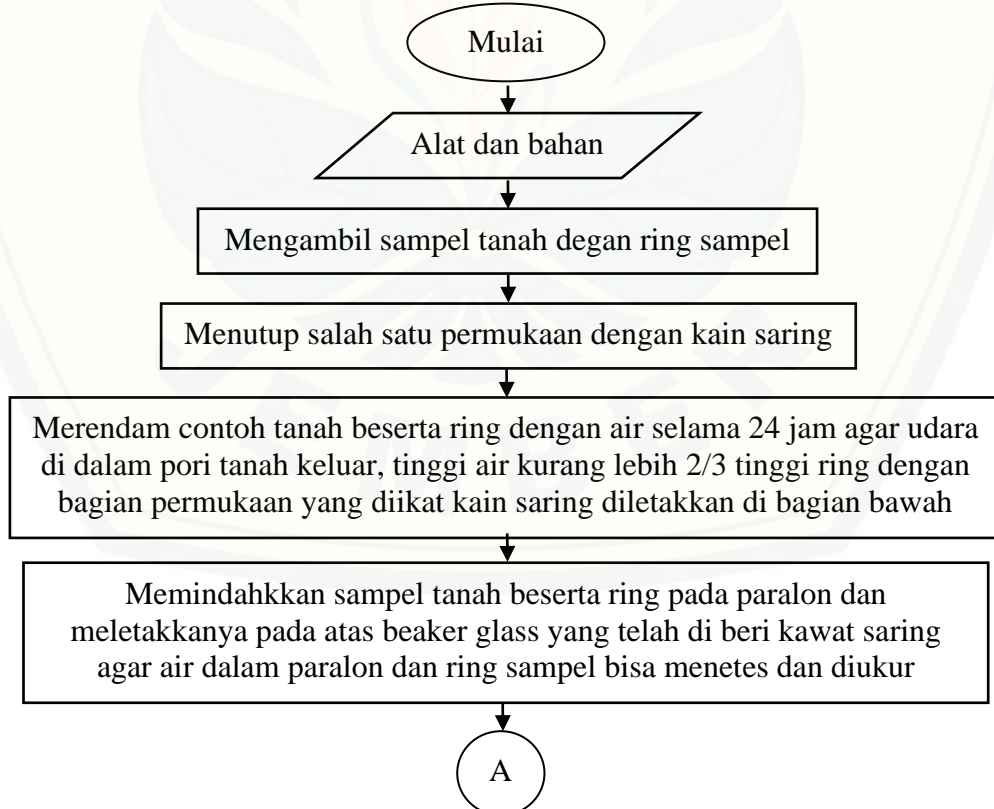 Mulai
Alat dan bahan
Mengambil sampel tanah degan ring sampel
Menutup salah satu permukaan dengan kain saring
Merendam contoh tanah beserta ring dengan air selama 24 jam agar udara
di dalam pori tanah keluar, tinggi air kurang lebih 2/3 tinggi ring dengan
bagian permukaan yang diikat kain saring diletakkan di bagian bawah
Memindahkkan sampel tanah beserta ring pada paralon dan
meletakkanya pada atas beaker glass yang telah di beri kawat saring
agar air dalam paralon dan ring sampel bisa menetes dan diukur
A